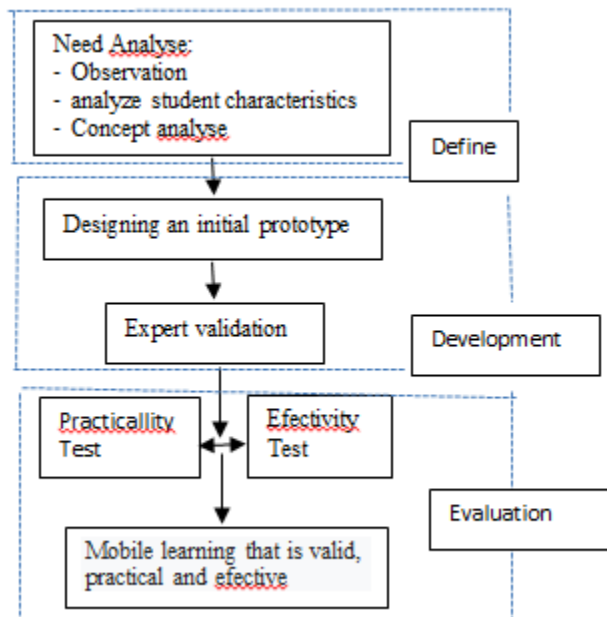 Need Analyse:
- Observation
- analyze student characteristics
- Concept analyse
Define
Designing an initial prototype
Expert validation
Development
Practicallity
Test
Efectivity
Test
Evaluation
Mobile learning that is valid,
practical and efective